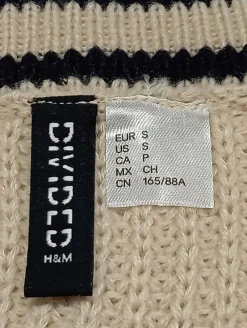 DIVIDED
H&M
EUR S
US S
CA P
MX CH
CN 165/88A